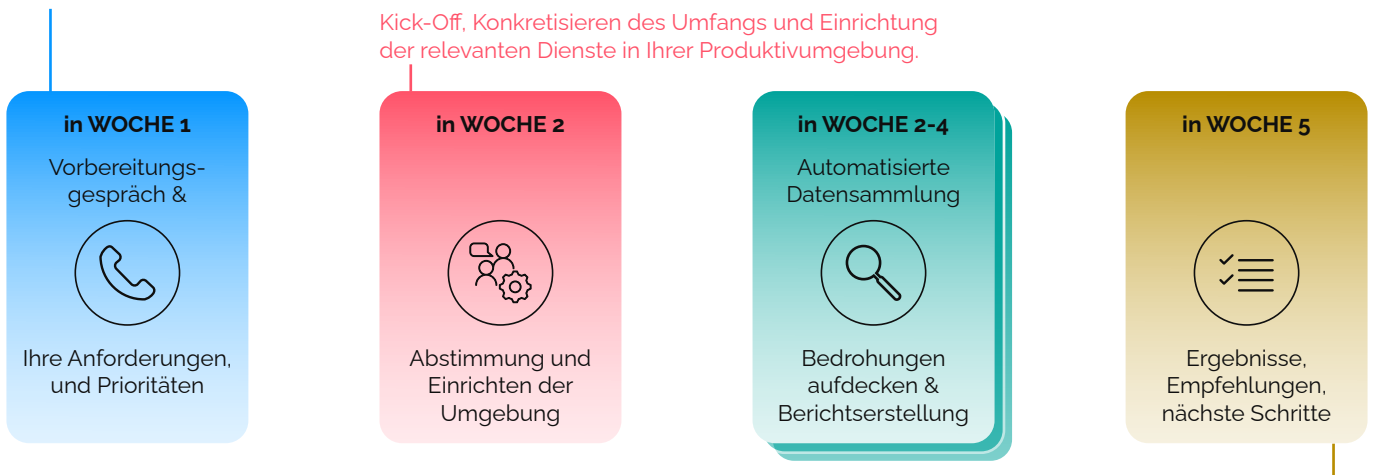 Kick-Off, Konkretisieren des Umfangs und Einrichtung
der relevanten Dienste in Ihrer Produktivumgebung.
in WOCHE 1
Vorbereitungs-
gespräch &
Ihre Anforderungen,
und Prioritäten
in WOCHE 2
Abstimmung und
Einrichten der
Umgebung
in WOCHE 2-4
Automatisierte
Datensammlung
Bedrohungen
aufdecken &
Berichtserstellung
in WOCHE 5
Ergebnisse,
Empfehlungen,
nächste Schritte